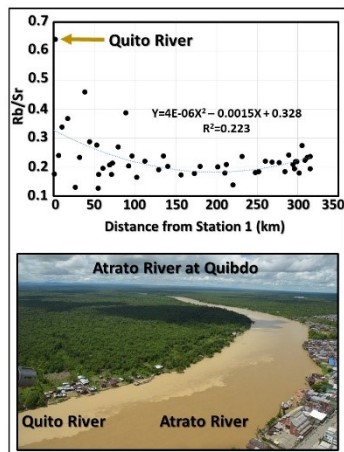 0.7
Quito River
0.6
0.5
Rb/Sr
0.4
Y=4E-06X² − 0.0015X + 0.328
R²=0.223
0.3
0.2
0.1
0 50 100 150 200 250 300 350
Distance from Station 1 (km)
Atrato River at Quibdo
Quito River Atrato River